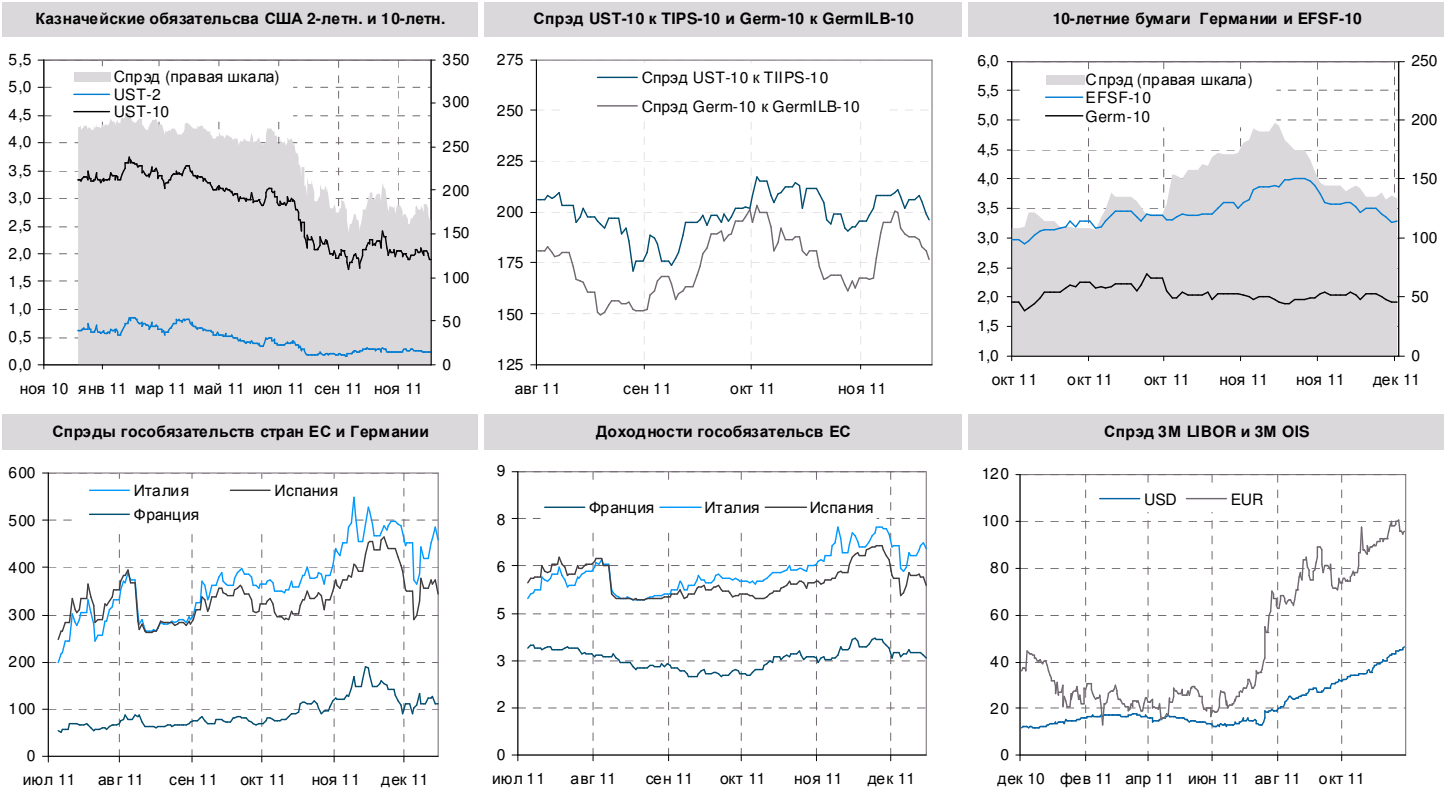 Казначейские обязательсва США 2-летн. и 10-летн.
5,5
5,0
4,5
4,0
3,5
3,0
2,5
2,0
1,5
1,0
0,5
0,0
350
300
250
200
150
100
50
0
Спрэд (правая шкала)
UST-2
UST-10
ноя 10 янв 11 мар 11 май 11 июл 11 сен 11 ноя 11
Спрэд UST-10 к TIPS-10 и Germ-10 к GermILB-10
275
250
225
200
175
150
125
Спрэд UST-10 к TIIPS-10
Спрэд Germ-10 к GermILB-10
авг 11 сен 11 окт 11 ноя 11
10-летние бумаги Германии и EFSF-10
6,0
5,5
5,0
4,5
4,0
3,5
3,0
2,5
2,0
1,5
1,0
250
200
150
100
50
0
Спрэд (правая шкала)
EFSF-10
Germ-10
окт 11 окт 11 окт 11 ноя 11 ноя 11 дек 11
Спрэды гособязательств стран ЕС и Германии
600
500
400
300
200
100
0
Италия Испания
Франция
июл 11 авг 11 сен 11 окт 11 ноя 11 дек 11
Доходности гособязательсв ЕС
9
8
6
5
3
2
0
Франция Италия Испания
июл 11 авг 11 сен 11 окт 11 ноя 11 дек 11
Спрэд 3M LIBOR и 3M OIS
120
100
80
60
40
20
0
USD EUR
дек 10 фев 11 апр 11 июн 11 авг 11 окт 11